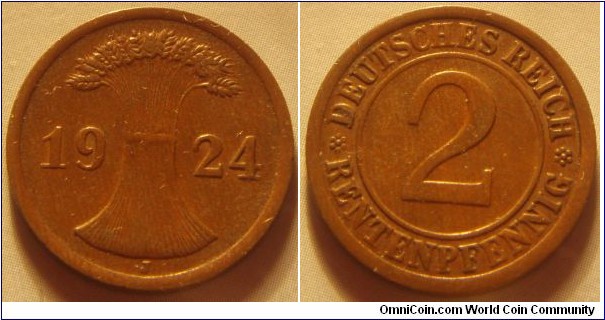 19 24
J
DEUTSCHES REICH
2
RENTENPFENNIG
OmniCoin.com World Coin Community